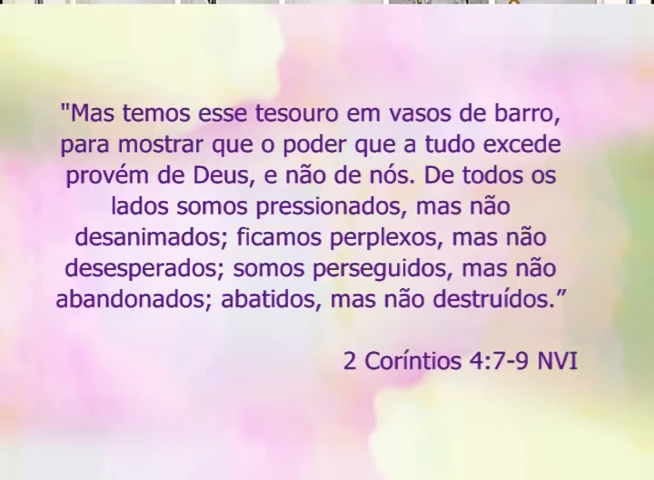 "Mas temos esse tesouro em vasos de barro,
para mostrar que o poder que a tudo excede
provém de Deus, e não de nós. De todos os
lados somos pressionados, mas não
desanimados; ficamos perplexos, mas não
desesperados; somos perseguidos, mas não
abandonados; abatidos, mas não destruídos.”
2 Coríntios 4:7-9 NVI